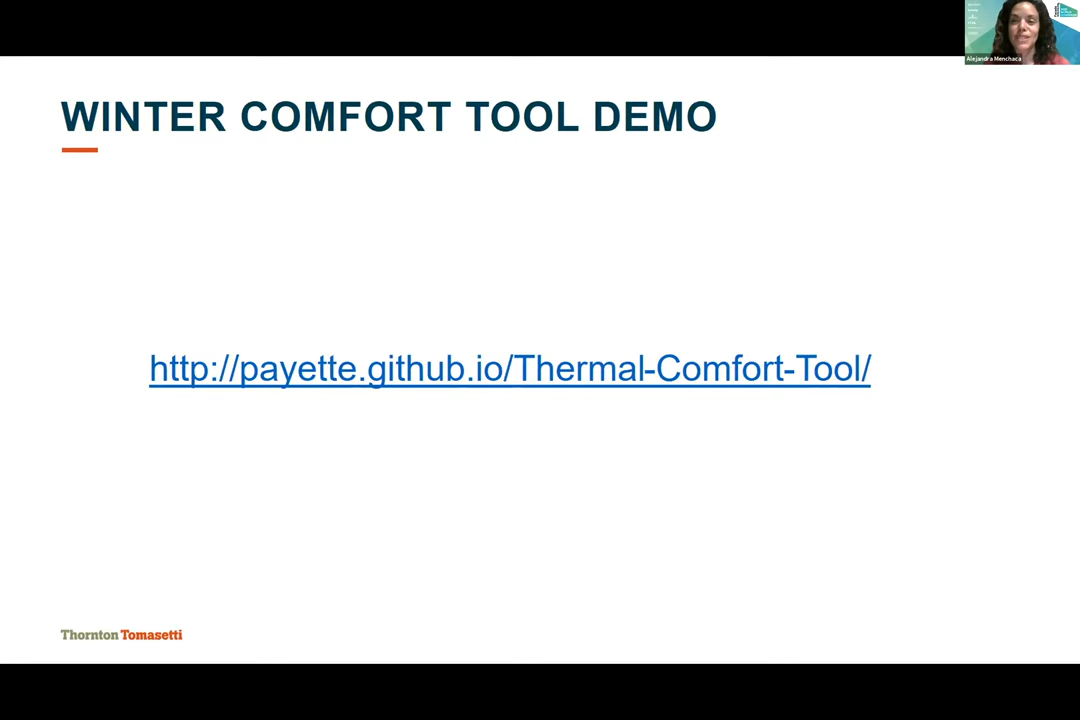 Alejandra Menchaca
WINTER COMFORT TOOL DEMO
http://payette.github.io/Thermal-Comfort-Tool/
Thornton Tomasetti